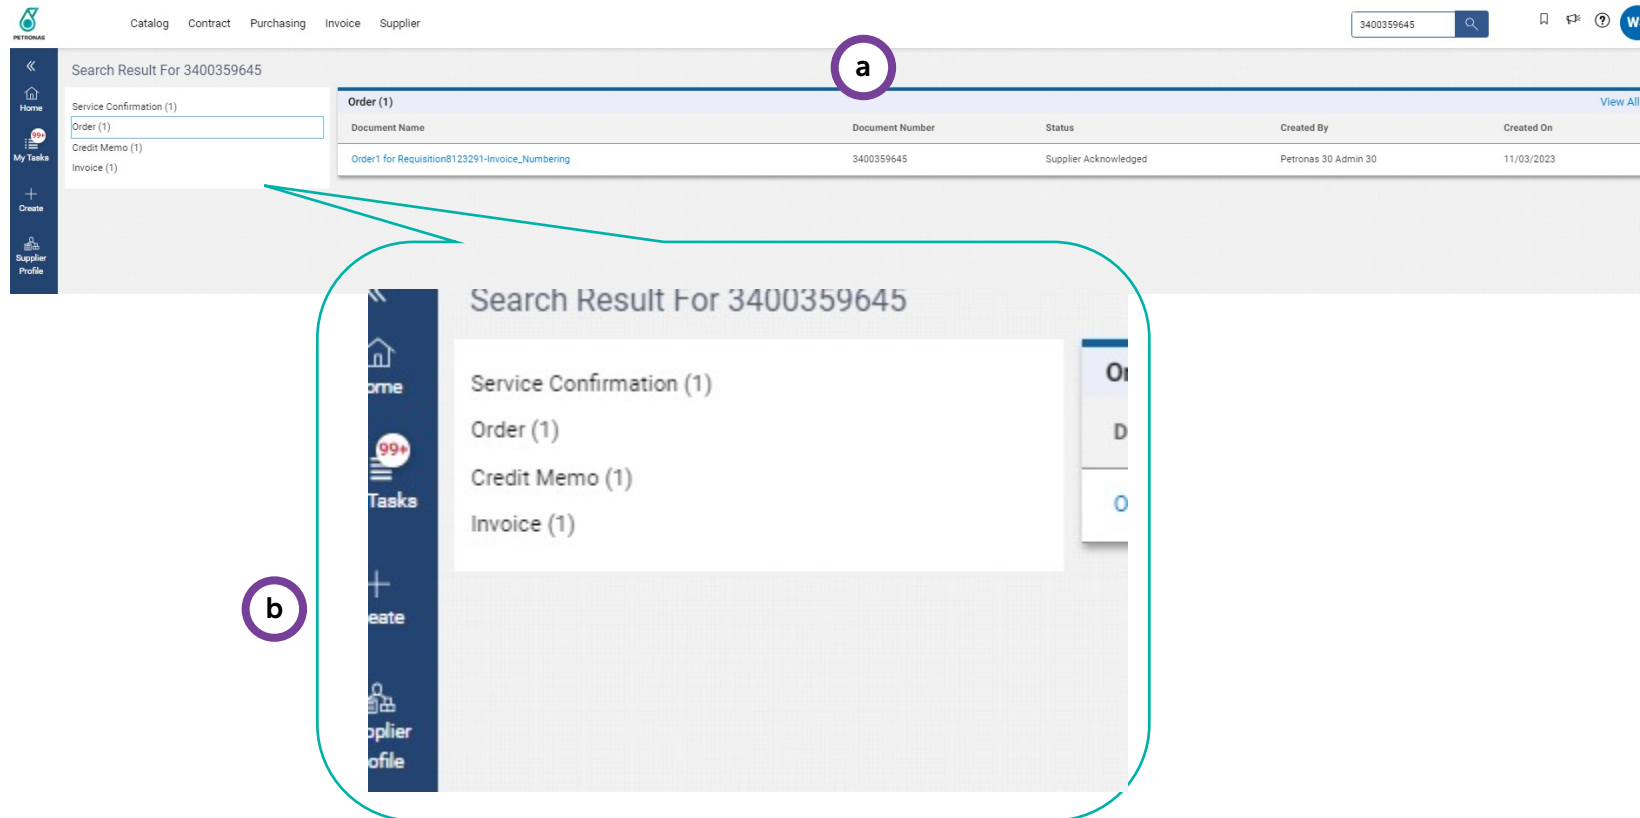 PETRONAS
Catalog Contract Purchasing Invoice Supplier
3400359645
?
W
Search Result For 3400359645
a
Home
99+
My Tasks
Create
Supplier
Profile
Service Confirmation (1)
Order (1)
Credit Memo (1)
Invoice (1)
Order (1)
View All
Document Name Document Number Status Created By Created On
Order1 for Requisition8123291-Invoice_Numbering 3400359645 Supplier Acknowledged Petronas 30 Admin 30 11/03/2023
Search Result For 3400359645
ome
99+
Tasks
eate
pplier
ofile
Service Confirmation (1)
Order (1)
Credit Memo (1)
Invoice (1)
Or
D
O
b